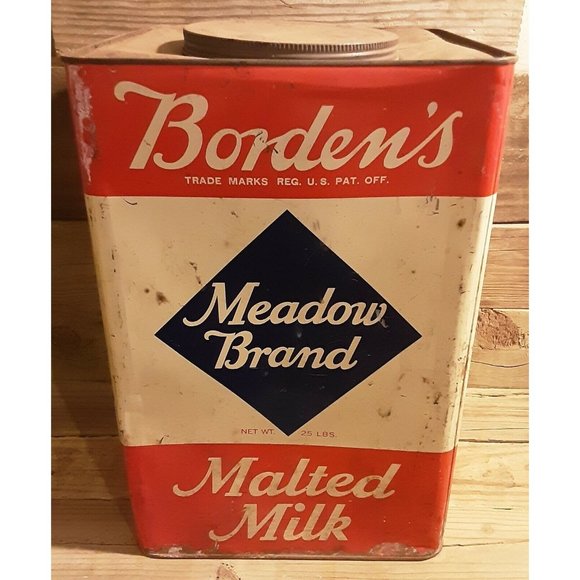 Borden's
TRADE MARKS REG. U.S. PAT. OFF.
Meadow
Brand
NET WT. 25 LBS.
Malted
Milk